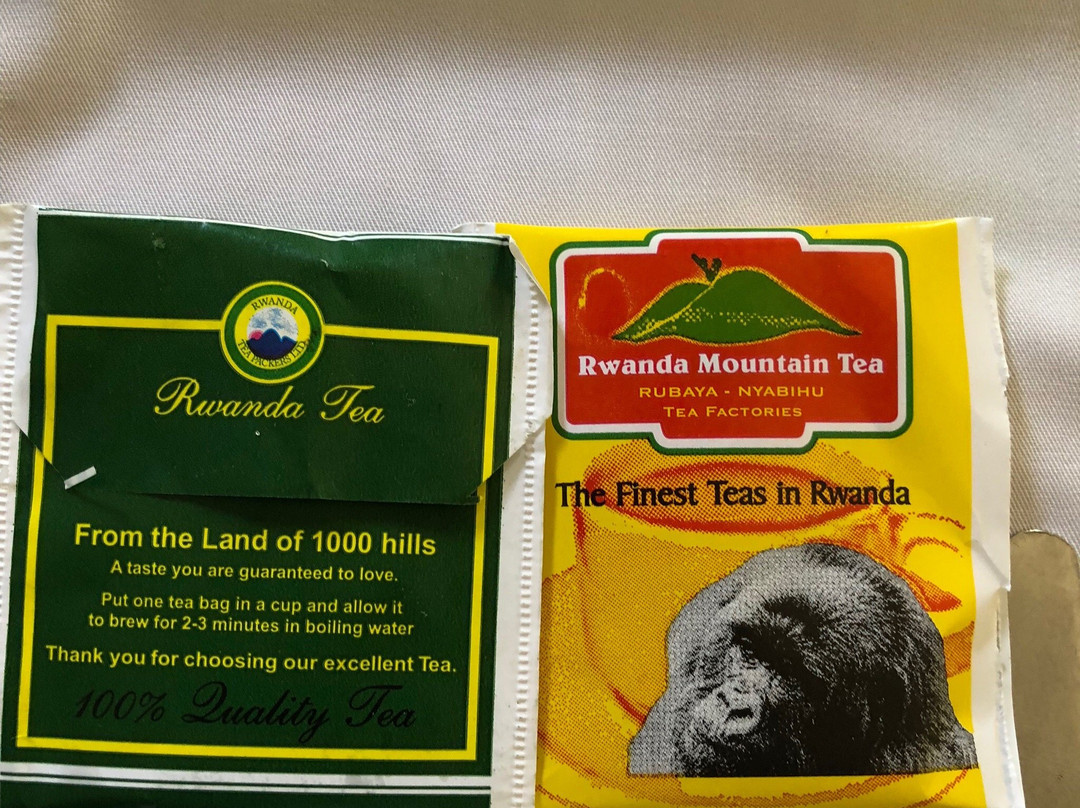 RWANDA
TEA PACKERS LTD.
Rwanda Tea
From the Land of 1000 hills
A taste you are guaranteed to love.
Put one tea bag in a cup and allow it
to brew for 2-3 minutes in boiling water
Thank you for choosing our excellent Tea.
100% Quality Tea
Rwanda Mountain Tea
RUBAYA - NYABIHU
TEA FACTORIES
The Finest Teas in Rwanda